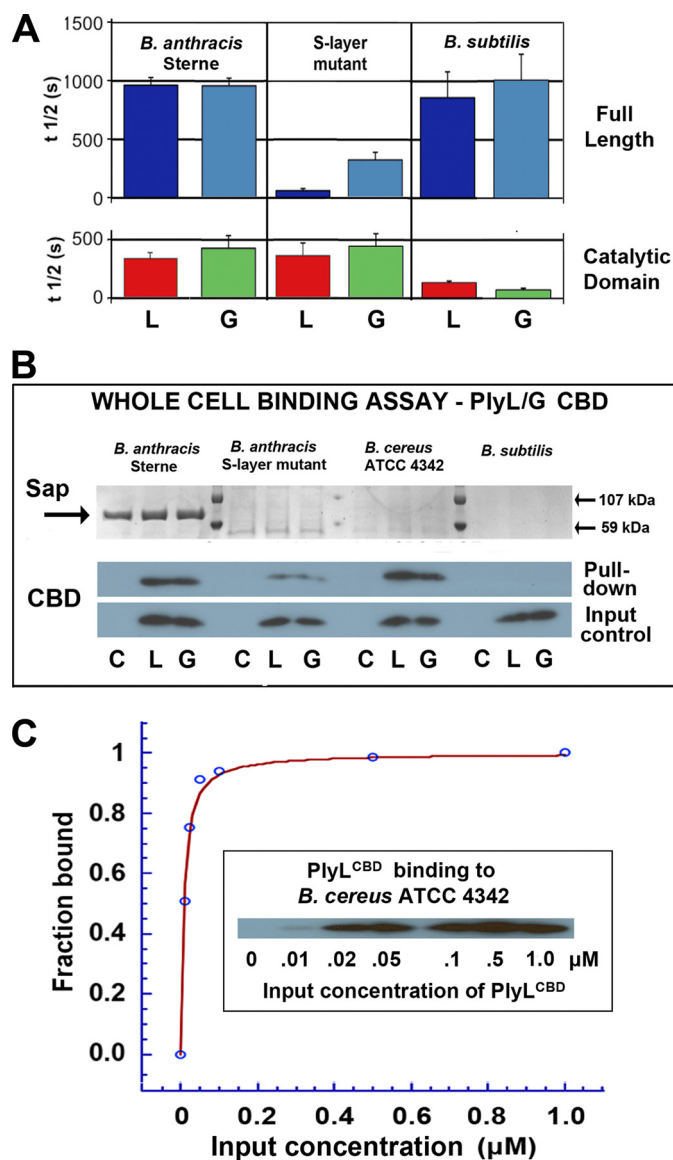 A
1500
1000
500
0
t 1/2 (s)
B. anthracis
Sterne
S-layer
mutant
B. subtilis
Full
Length
500
0
t 1/2 (s)
Catalytic
Domain
L G L G L G
B
WHOLE CELL BINDING ASSAY - PlyL/G CBD
B. anthracis
Sterne
B. anthracis
S-layer mutant
B. cereus
ATCC 4342
B. subtilis
Sap
107 kDa
59 kDa
CBD
Pull-
down
Input
control
C L G C L G C L G C L G
C
Fraction bound
1
0.8
0.6
0.4
0.2
0.0
PlyLCBD binding to
B. cereus ATCC 4342
0 .01 .02 .05 .1 .5 1.0 µM
Input concentration of PlyLCBD
0 0.2 0.4 0.6 0.8 1.0
Input concentration (µM)